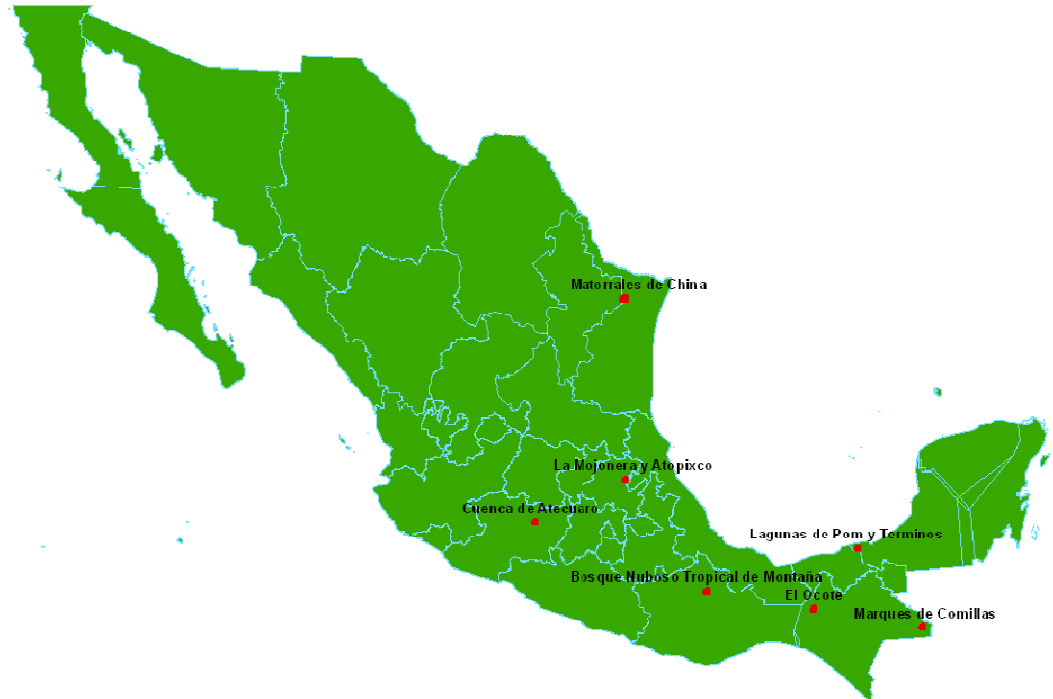 Matorrales de China
La Mojonera y Atopixco
Cuenca de Atecuaro
Lagunas de Pom y Terminos
Bosque Nuboso Tropical de Montaña
El Ocote
Marques de Comillas